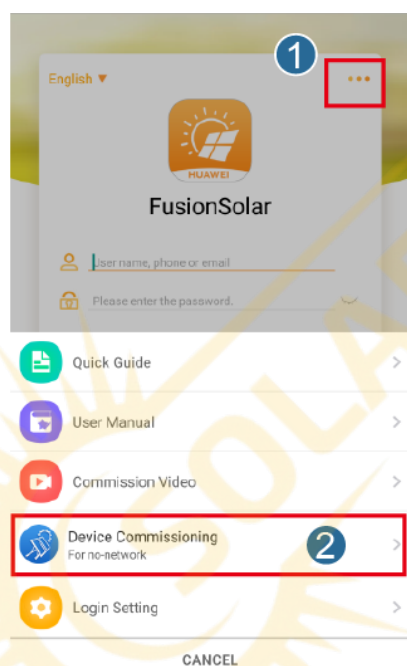 1
English ▼
HUAWEI
FusionSolar
User name, phone or email
Please enter the password.
Quick Guide
User Manual
Commission Video
Device Commissioning
For no-network
2
Login Setting
CANCEL